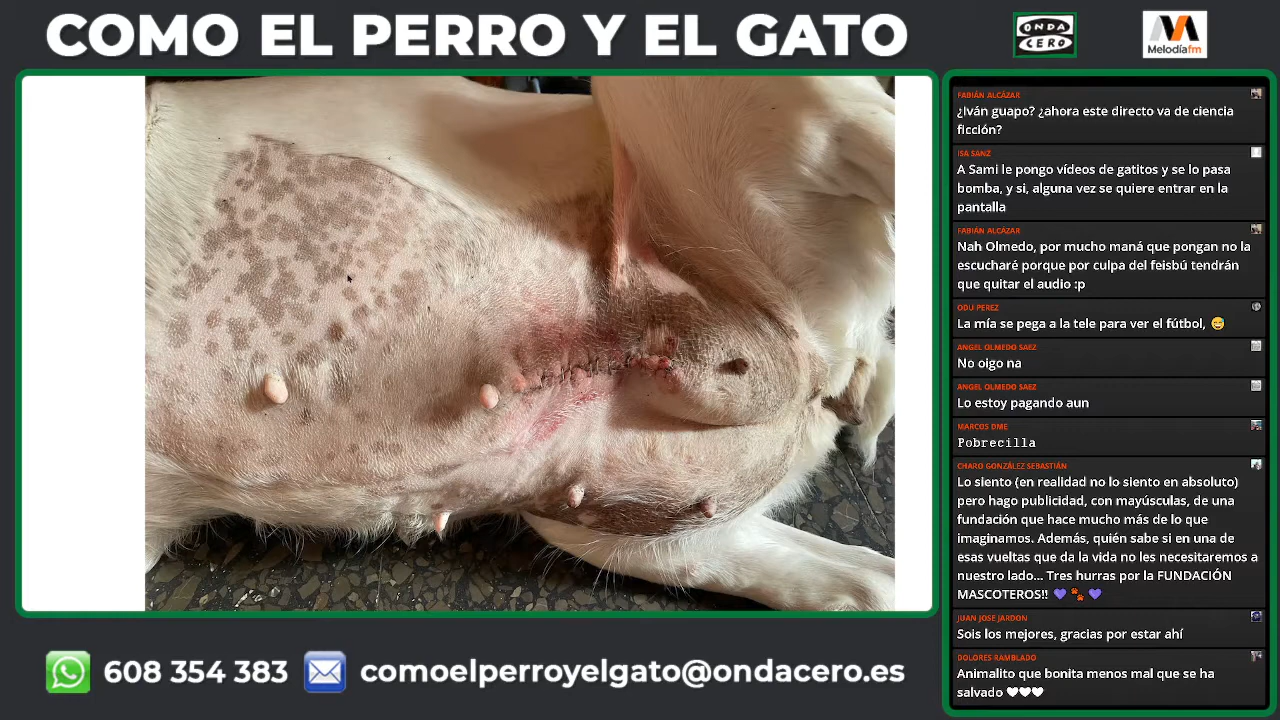 COMO EL PERRO Y EL GATO
ONDA
CERO
Melodíafm
FABIÁN ALCÁZAR
¿Iván guapo? ¿ahora este directo va de ciencia
ficción?
ISA SANZ
A Sami le pongo vídeos de gatitos y se lo pasa
bomba, y si, alguna vez se quiere entrar en la
pantalla
FABIÁN ALCÁZAR
Nah Olmedo, por mucho maná que pongan no la
escucharé porque por culpa del feisbú tendrán
que quitar el audio :p
ODU PEREZ
La mía se pega a la tele para ver el fútbol, 😅
ANGEL OLMEDO SAEZ
No oigo na
ANGEL OLMEDO SAEZ
Lo estoy pagando aun
MARCOS DME
Pobrecilla
CHARO GONZÁLEZ SEBASTIÁN
Lo siento (en realidad no lo siento en absoluto)
pero hago publicidad, con mayúsculas, de una
fundación que hace mucho más de lo que
imaginamos. Además, quién sabe si en una de
esas vueltas que da la vida no les necesitaremos a
nuestro lado... Tres hurras por la FUNDACIÓN
MASCOTEROS!! 💜 🐾 💜
JUAN JOSE JARDON
Sois los mejores, gracias por estar ahí
DOLORES RAMBLADO
Animalito que bonita menos mal que se ha
salvado ♥♥♥
608 354 383
comoelperroyelgato@ondacero.es